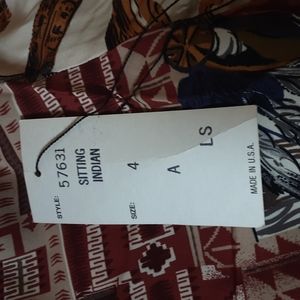 STYLE: 57631
SITTING
INDIAN
SIZE: 4
A
LS
MADE IN U.S.A.